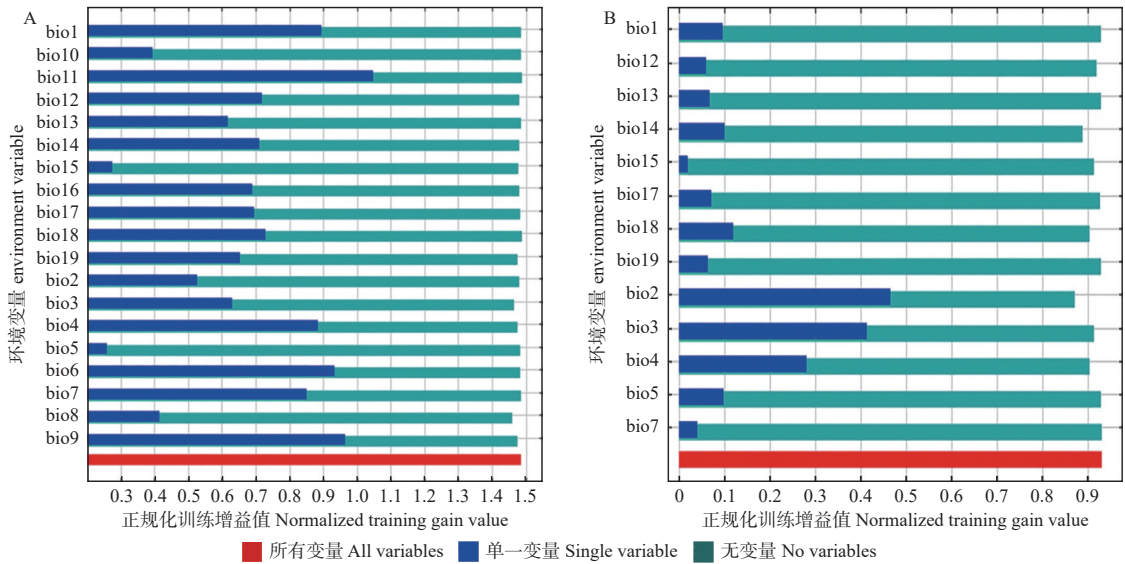 A
环境变量 environment variable
bio1
bio10
bio11
bio12
bio13
bio14
bio15
bio16
bio17
bio18
bio19
bio2
bio3
bio4
bio5
bio6
bio7
bio8
bio9
0.3 0.4 0.5 0.6 0.7 0.8 0.9 1.0 1.1 1.2 1.3 1.4 1.5
正规化训练增益值 Normalized training gain value
B
环境变量 environment variable
bio1
bio12
bio13
bio14
bio15
bio17
bio18
bio19
bio2
bio3
bio4
bio5
bio7
0 0.1 0.2 0.3 0.4 0.5 0.6 0.7 0.8 0.9
正规化训练增益值 Normalized training gain value
所有变量 All variables 单一变量 Single variable 无变量 No variables